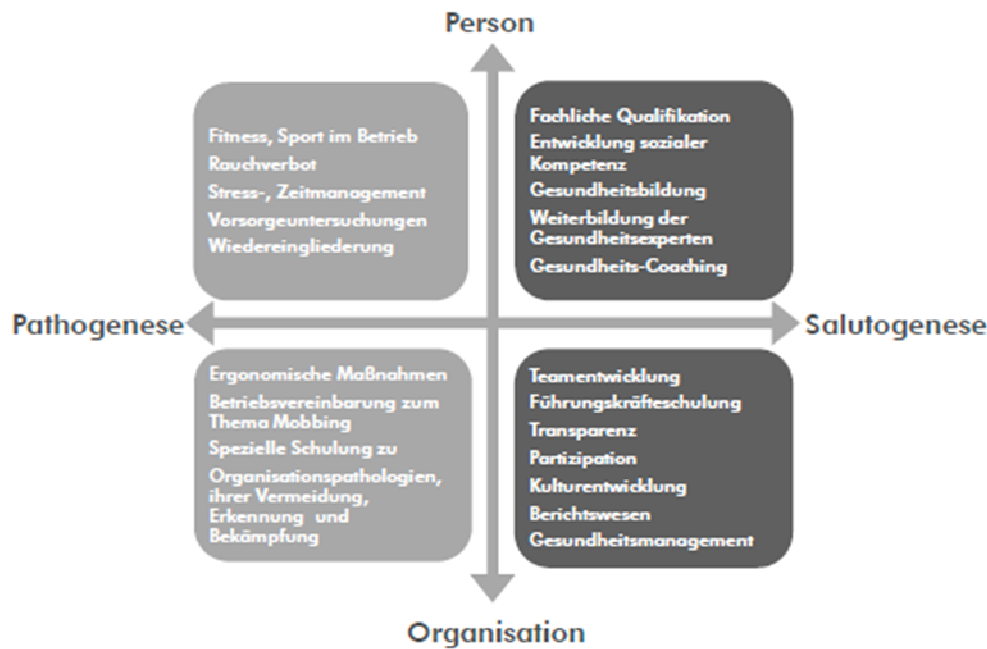 Person
Fitness, Sport im Betrieb
Rauchverbot
Stress-, Zeitmanagement
Vorsorgeuntersuchungen
Wiedereingliederung
Fachliche Qualifikation
Entwicklung sozialer
Kompetenz
Gesundheitsbildung
Weiterbildung der
Gesundheitsexperten
Gesundheits-Coaching
Pathogenese
Salutogenese
Ergonomische Maßnahmen
Betriebsvereinbarung zum
Thema Mobbing
Spezielle Schulung zu
Organisationspathologien,
ihrer Vermeidung,
Erkennung und
Bekämpfung
Teamentwicklung
Führungskräfteschulung
Transparenz
Partizipation
Kulturentwicklung
Berichtswesen
Gesundheitsmanagement
Organisation